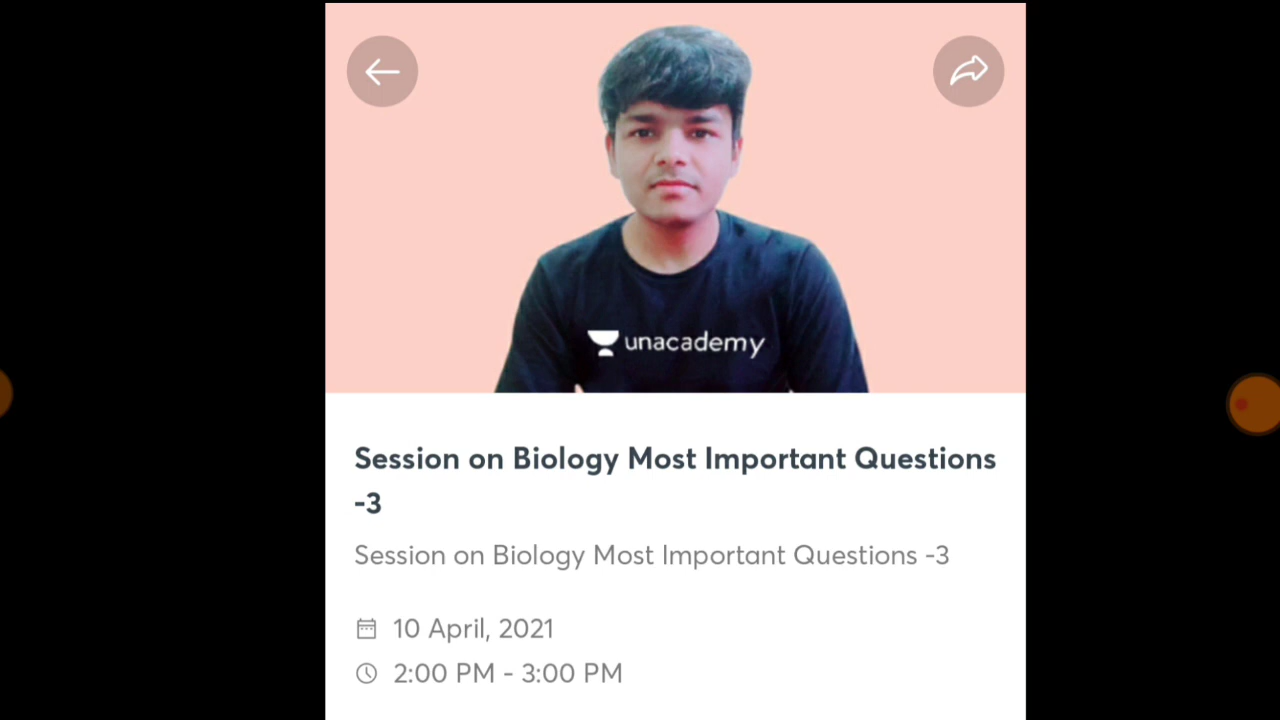 unacademy
Session on Biology Most Important Questions
-3
Session on Biology Most Important Questions -3
10 April, 2021
2:00 PM - 3:00 PM